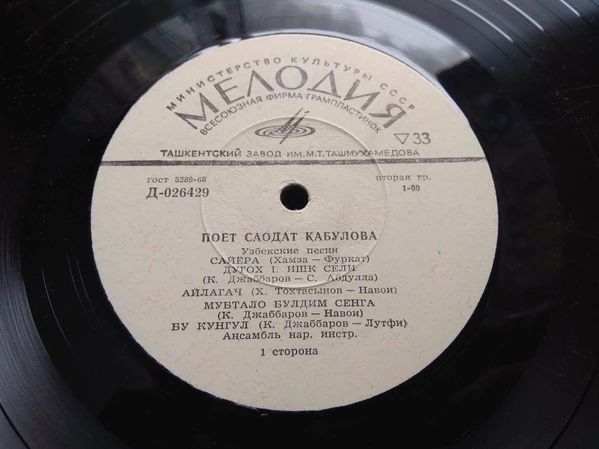 МИНИСТЕРСТВО КУЛЬТУРЫ СССР
МЕЛОДИЯ
ВСЕСОЮЗНАЯ ФИРМА ГРАМПЛАСТИНОК
▽33
ТАШКЕНТСКИЙ ЗАВОД ИМ. М.Т. ТАШМУХАМЕДОВА
гост 5289-68 вторая гр.
Д-026429 1-00
ПОЕТ САОДАТ КАБУЛОВА
Узбекские песни
САЙЁРА (Хамза — Фуркат)
ДУГОХ I. ИШК СЕЛИ
(К. Джаббаров — С. Абдулла)
АЙЛАГАЧ (Х. Тохтасынов — Навои)
МУБТАЛО БУЛДИМ СЕНГА
(К. Джаббаров — Навои)
БУ КУНГУЛ (К. Джаббаров — Лутфи)
Ансамбль нар. инстр.
1 сторона